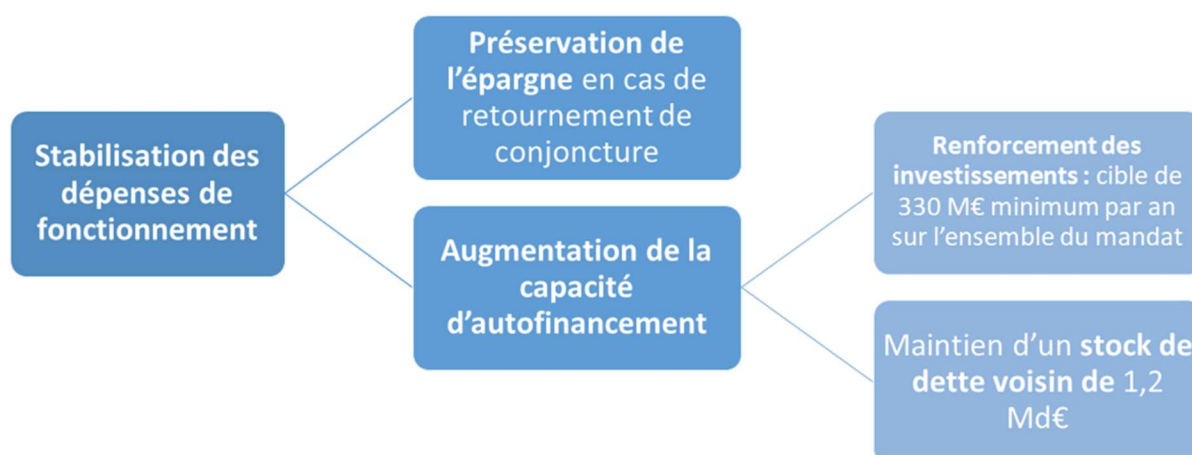 Stabilisation des
dépenses de
fonctionnement
Préservation de
l’épargne en cas de
retournement de
conjoncture
Augmentation de la
capacité
d’autofinancement
Renforcement des
investissements : cible de
330 M€ minimum par an
sur l’ensemble du mandat
Maintien d’un stock de
dette voisin de 1,2
Md€